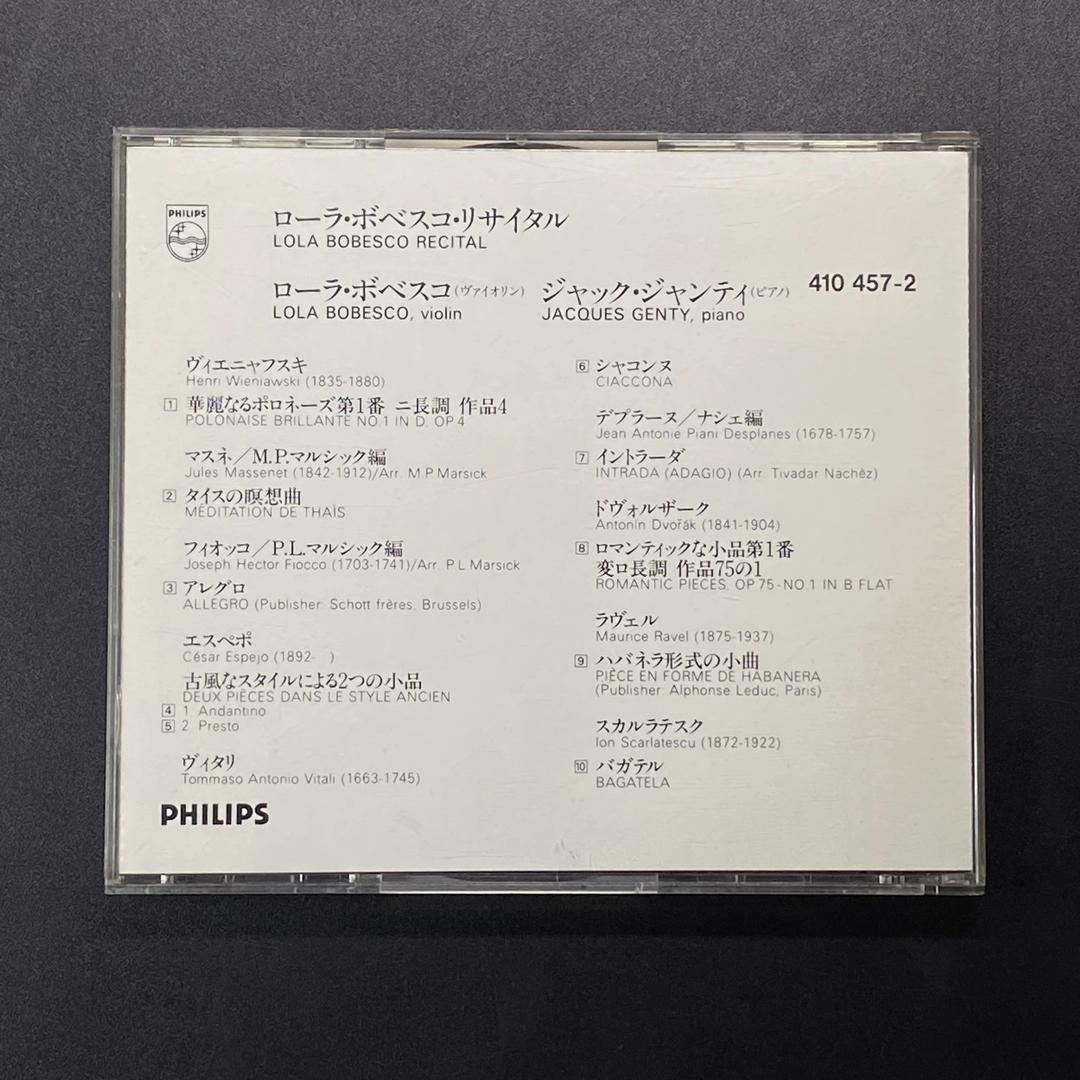 PHILIPS
ローラ・ボベスコ・リサイタル
LOLA BOBESCO RECITAL
ローラ・ボベスコ(ヴァイオリン) ジャック・ジャンティ(ピアノ) 410 457-2
LOLA BOBESCO, violin JACQUES GENTY, piano
ヴィエニャフスキ
Henri Wieniawski (1835-1880)
1 華麗なるポロネーズ第1番 ニ長調 作品4
POLONAISE BRILLANTE NO.1 IN D, OP.4
マスネ/M.P.マルシック編
Jules Massenet (1842-1912)/Arr. M.P.Marsick
2 タイスの瞑想曲
MÉDITATION DE THAÏS
フィオッコ/P.L.マルシック編
Joseph Hector Fiocco (1703-1741)/Arr. P.L.Marsick
3 アレグロ
ALLEGRO (Publisher: Schott frères, Brussels)
エスペポ
César Espejo (1892- )
古風なスタイルによる2つの小品
DEUX PIÈCES DANS LE STYLE ANCIEN
4 1. Andantino
5 2. Presto
ヴィタリ
Tommaso Antonio Vitali (1663-1745)
6 シャコンヌ
CIACCONA
デプラーヌ/ナシェ編
Jean Antonie Piani Desplanes (1678-1757)
7 イントラーダ
INTRADA (ADAGIO) (Arr. Tivadar Nachêz)
ドヴォルザーク
Antonín Dvořák (1841-1904)
8 ロマンティックな小品第1番
変ロ長調 作品75の1
ROMANTIC PIECES, OP.75-NO.1 IN B FLAT
ラヴェル
Maurice Ravel (1875-1937)
9 ハバネラ形式の小曲
PIÈCE EN FORME DE HABANERA
(Publisher: Alphonse Leduc, Paris)
スカルラテスク
Ion Scarlatescu (1872-1922)
10 バガテル
BAGATELA
PHILIPS